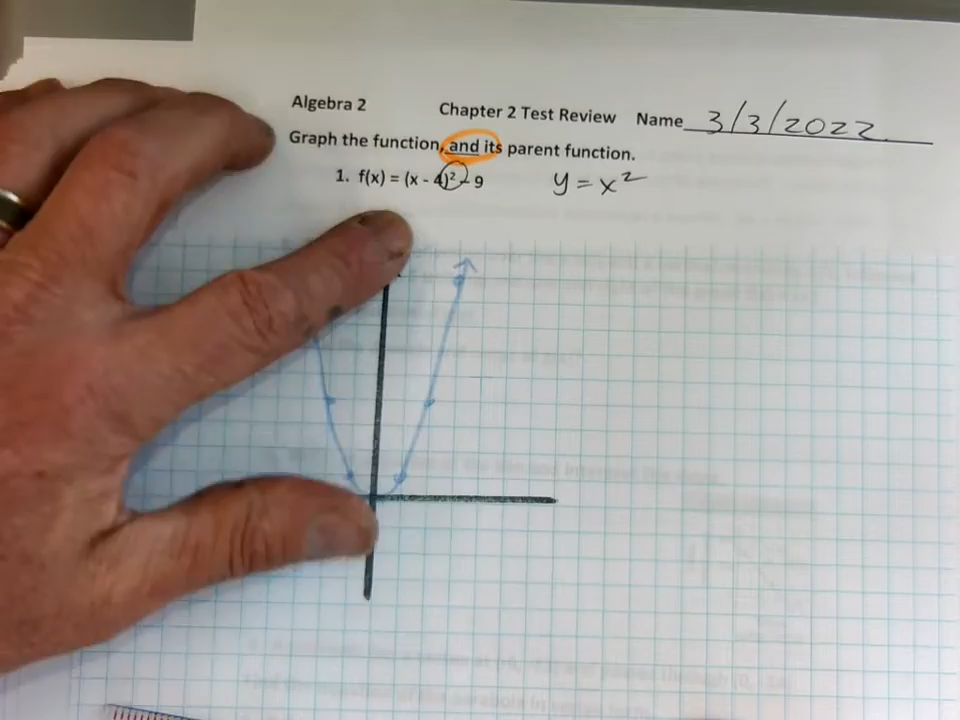 Algebra 2 Chapter 2 Test Review Name 3/3/2022
Graph the function, and its parent function.
1. f(x) = (x - 4)² - 9 y = x²